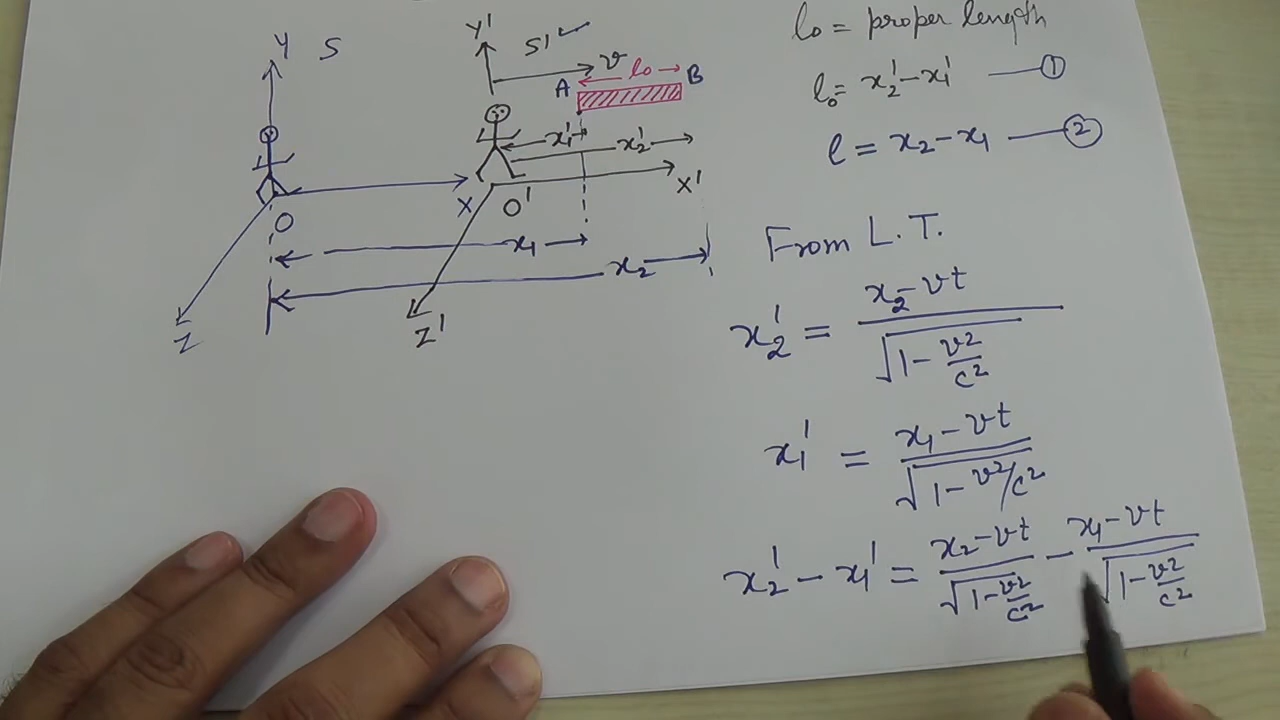 Y S
Y' S' v
A l₀ B
x₁' x₂'
X O' X'
O
x₁
x₂
Z Z'
l₀ = proper length
l₀ = x₂' - x₁' — ①
l = x₂ - x₁ — ②
From L.T.
x₂' = (x₂ - vt) / √(1 - v²/c²)
x₁' = (x₁ - vt) / √(1 - v²/c²)
x₂' - x₁' = (x₂ - vt) / √(1 - v²/c²) - (x₁ - vt) / √(1 - v²/c²)